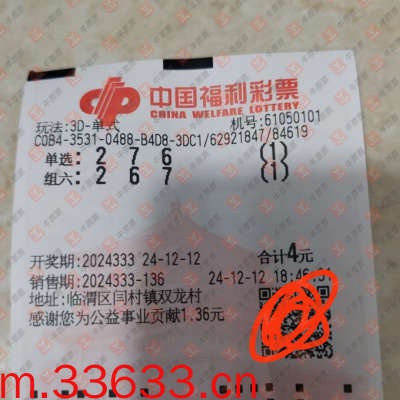 中国福利彩票
CHINA WELFARE LOTTERY
玩法:3D-单式 机号:61050101
C0B4-3531-0488-B4D8-3DC1/62921847/84619
单选: 2 7 6 (1)
组六: 2 6 7 (1)
开奖期:2024333 24-12-12 合计4元
销售期:2024333-136 24-12-12 18:46:
地址:临渭区闫村镇双龙村
感谢您为公益事业贡献1.36元
m.33633.cn